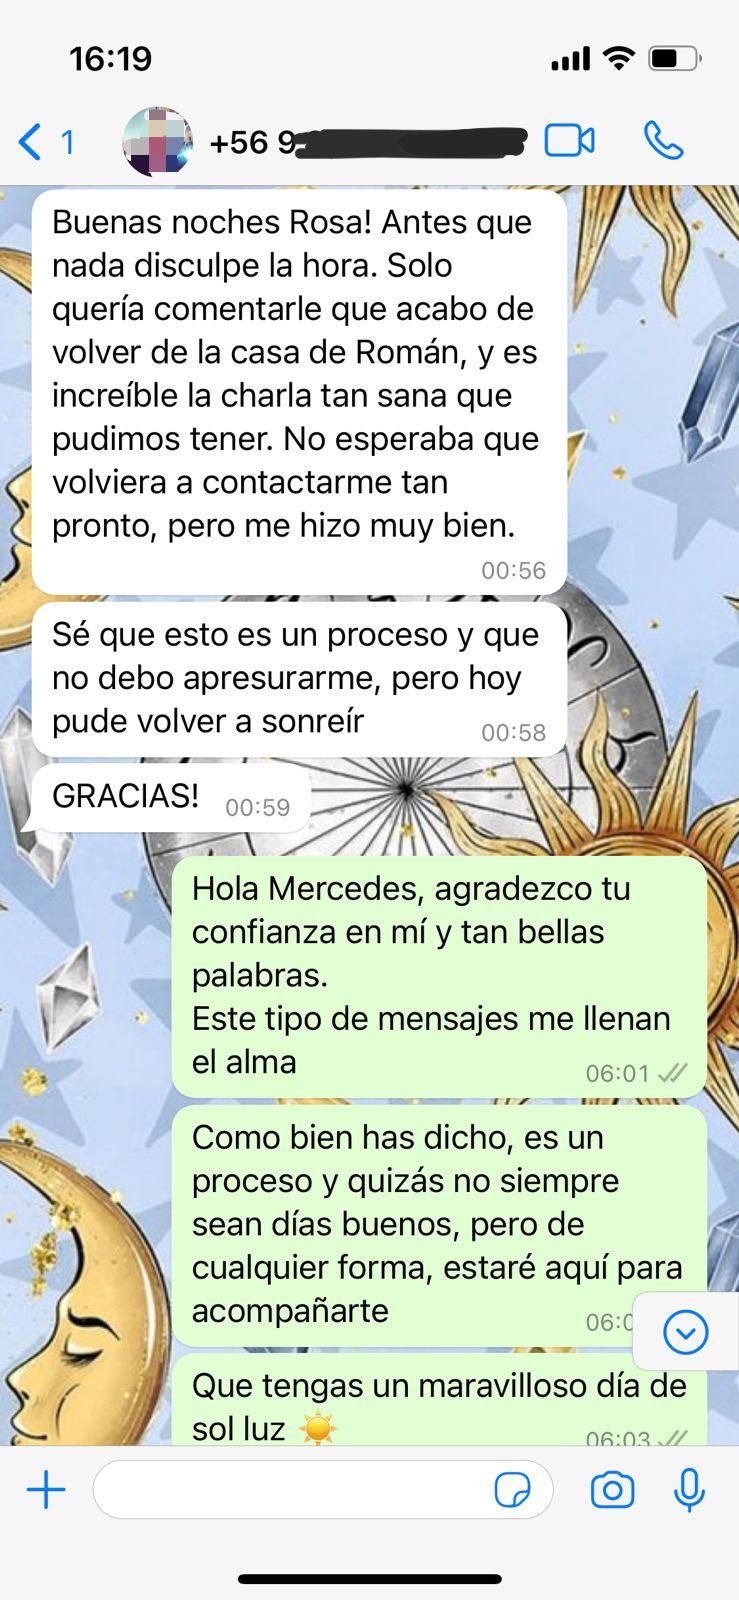 16:19
1
+56 9
Buenas noches Rosa! Antes que
nada disculpe la hora. Solo
quería comentarle que acabo de
volver de la casa de Román, y es
increíble la charla tan sana que
pudimos tener. No esperaba que
volviera a contactarme tan
pronto, pero me hizo muy bien.
00:56
Sé que esto es un proceso y que
no debo apresurarme, pero hoy
pude volver a sonreír
00:58
GRACIAS!
00:59
Hola Mercedes, agradezco tu
confianza en mí y tan bellas
palabras.
Este tipo de mensajes me llenan
el alma
06:01
Como bien has dicho, es un
proceso y quizás no siempre
sean días buenos, pero de
cualquier forma, estaré aquí para
acompañarte
Que tengas un maravilloso día de
sol luz ☀️
06:03